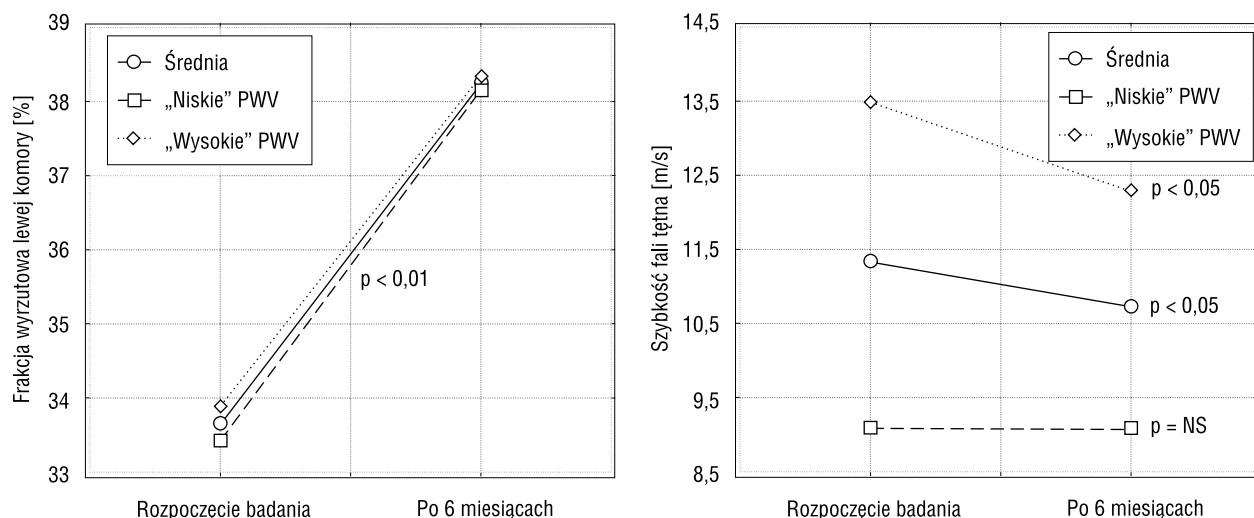 Frakcja wyrzutowa lewej komory [%]
39
38
37
36
35
34
33
Średnia
„Niskie” PWV
„Wysokie” PWV
p < 0,01
Rozpoczęcie badania
Po 6 miesiącach
Szybkość fali tętna [m/s]
14,5
13,5
12,5
11,5
10,5
9,5
8,5
Średnia
„Niskie” PWV
„Wysokie” PWV
p < 0,05
p < 0,05
p = NS
Rozpoczęcie badania
Po 6 miesiącach